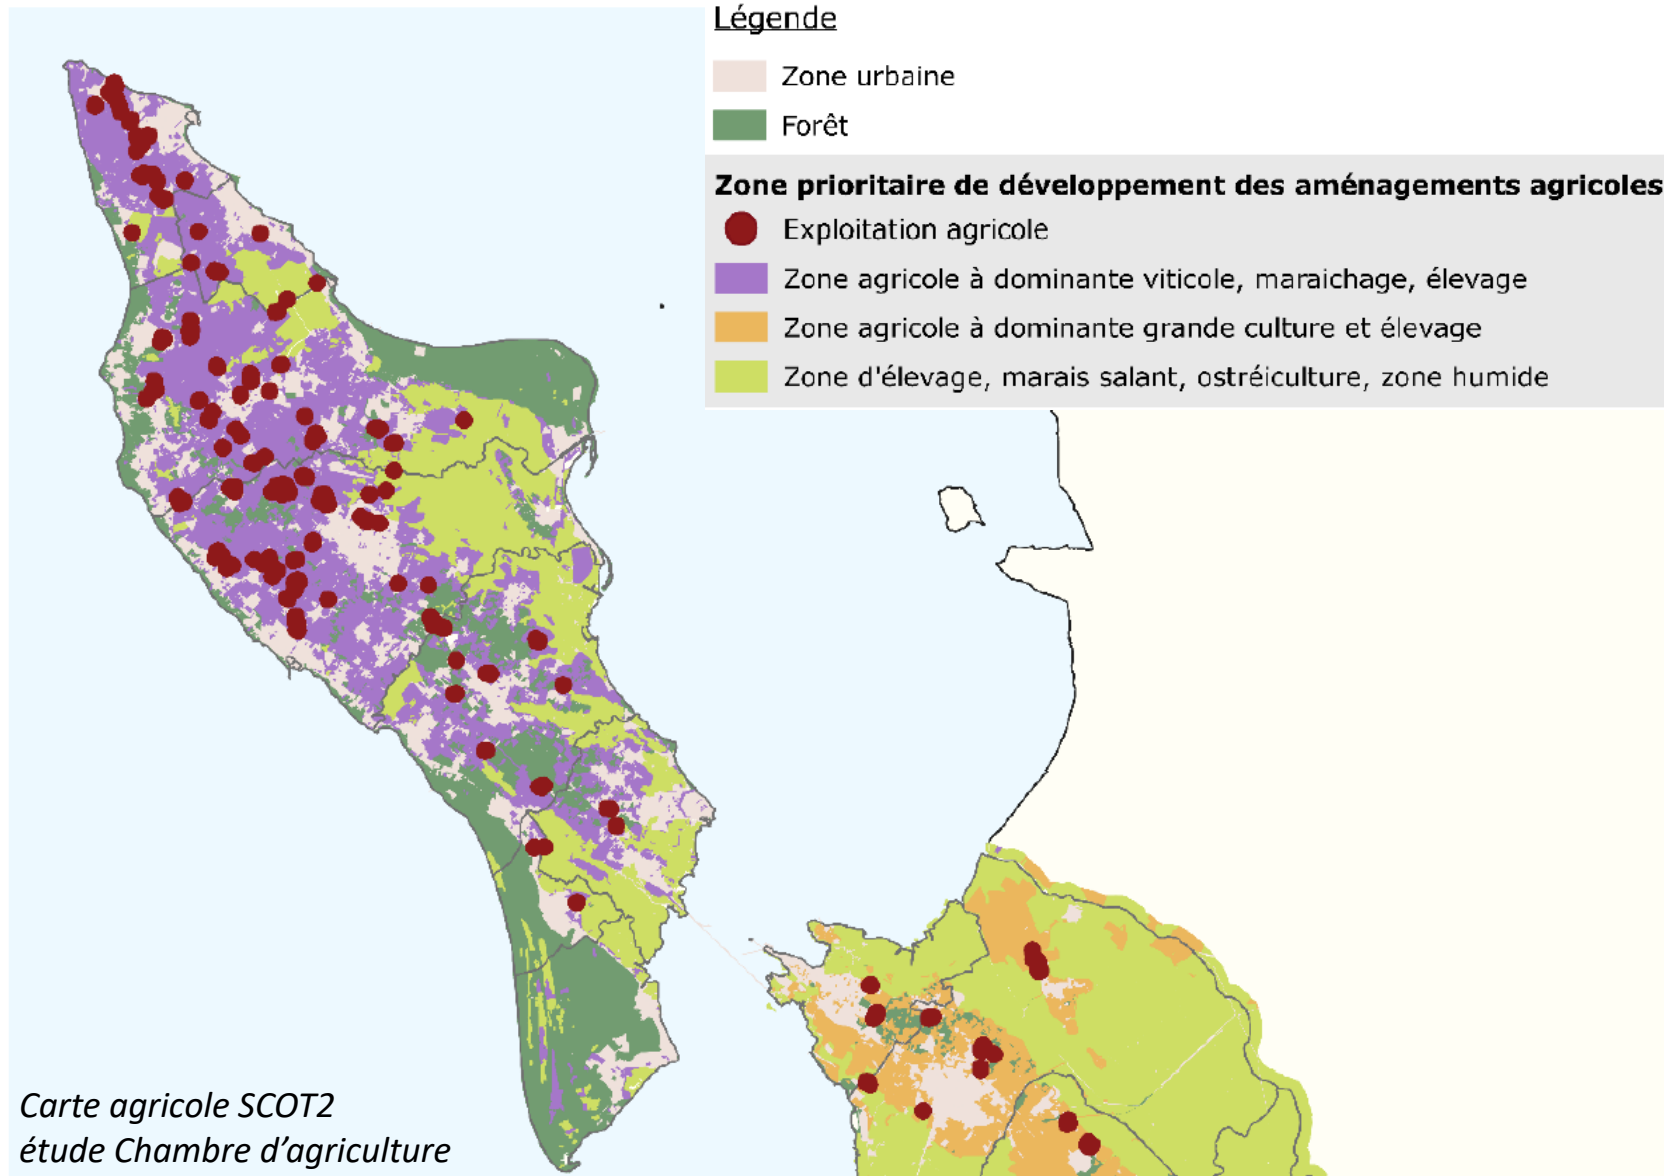 Légende
Zone urbaine
Forêt
Zone prioritaire de développement des aménagements agricoles
Exploitation agricole
Zone agricole à dominante viticole, maraichage, élevage
Zone agricole à dominante grande culture et élevage
Zone d'élevage, marais salant, ostréiculture, zone humide
Carte agricole SCOT2
étude Chambre d’agriculture